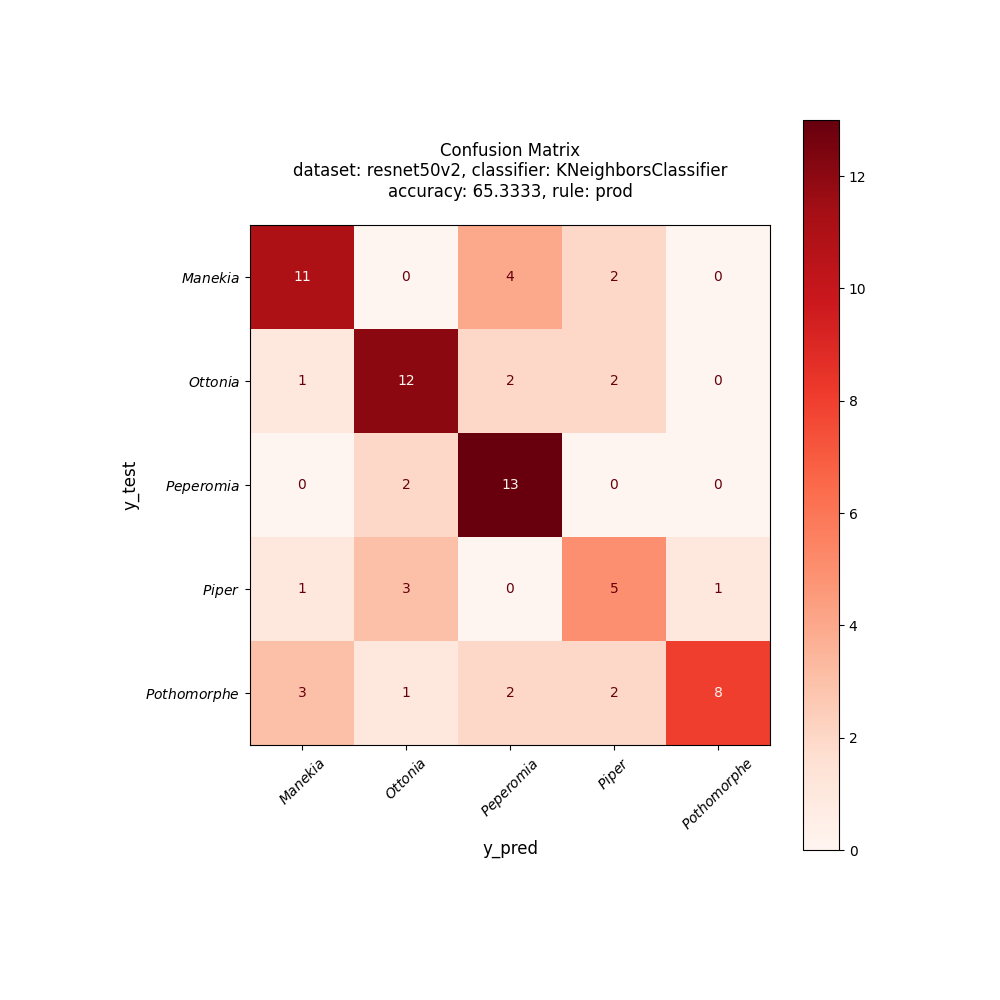 Confusion Matrix
dataset: resnet50v2, classifier: KNeighborsClassifier
accuracy: 65.3333, rule: prod
y_test
Manekia 11 0 4 2 0
Ottonia 1 12 2 2 0
Peperomia 0 2 13 0 0
Piper 1 3 0 5 1
Pothomorphe 3 1 2 2 8
Manekia Ottonia Peperomia Piper Pothomorphe
y_pred
12
10
8
6
4
2
0